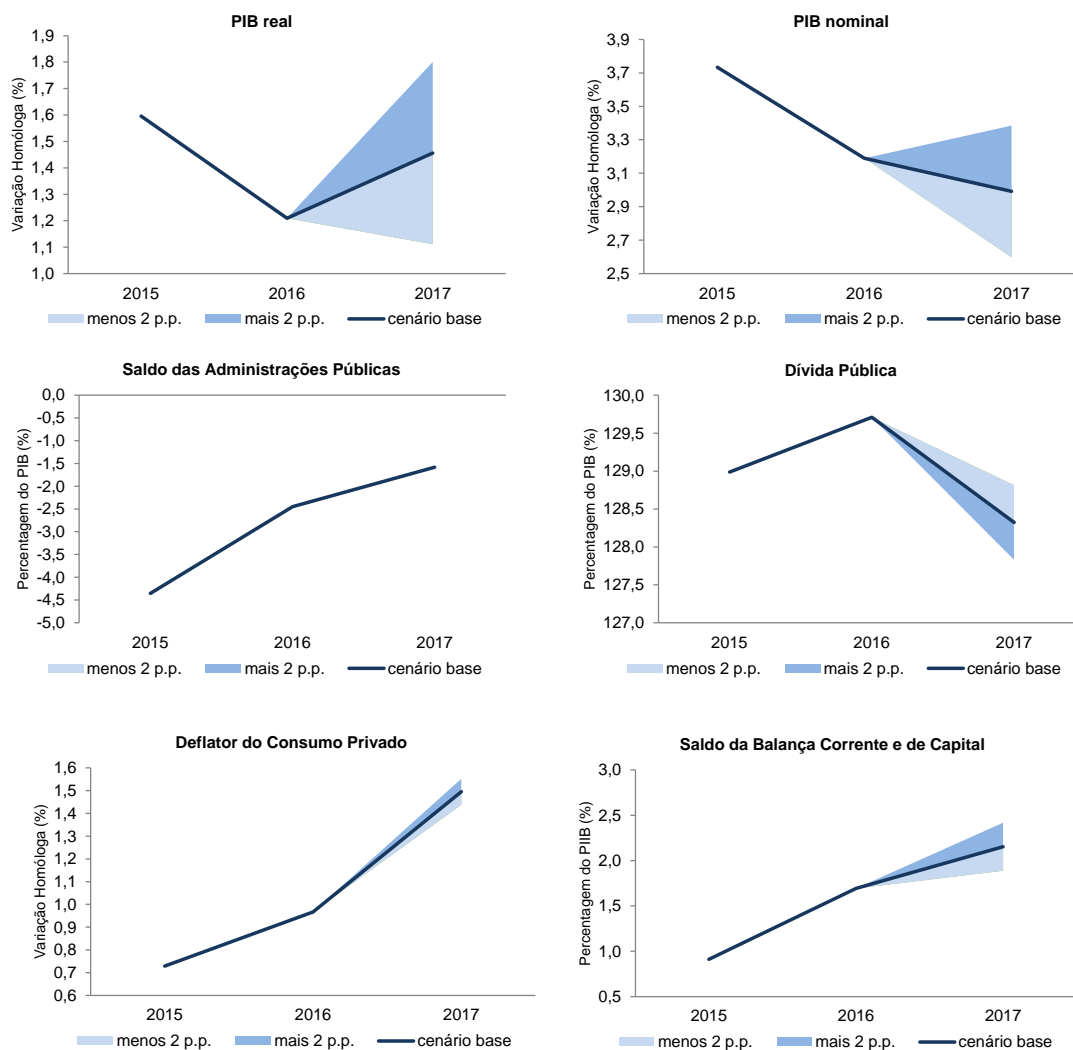 PIB real
Variação Homóloga (%)
1,8
1,7
1,6
1,5
1,4
1,3
1,2
1,1
1,0
2015 2016 2017
menos 2 p.p. mais 2 p.p. cenário base
PIB nominal
Variação Homóloga (%)
3,9
3,7
3,5
3,3
3,1
2,9
2,7
2,5
2015 2016 2017
menos 2 p.p. mais 2 p.p. cenário base
Saldo das Administrações Públicas
Percentagem do PIB (%)
0,0
-0,5
-1,0
-1,5
-2,0
-2,5
-3,0
-3,5
-4,0
-4,5
-5,0
2015 2016 2017
menos 2 p.p. mais 2 p.p. cenário base
Dívida Pública
Percentagem do PIB (%)
130,0
129,5
129,0
128,5
128,0
127,5
127,0
2015 2016 2017
menos 2 p.p. mais 2 p.p. cenário base
Deflator do Consumo Privado
Variação Homóloga (%)
1,6
1,5
1,4
1,3
1,2
1,1
1,0
0,9
0,8
0,7
0,6
2015 2016 2017
menos 2 p.p. mais 2 p.p. cenário base
Saldo da Balança Corrente e de Capital
Percentagem do PIIB (%)
3,0
2,5
2,0
1,5
1,0
0,5
2015 2016 2017
menos 2 p.p. mais 2 p.p. cenário base